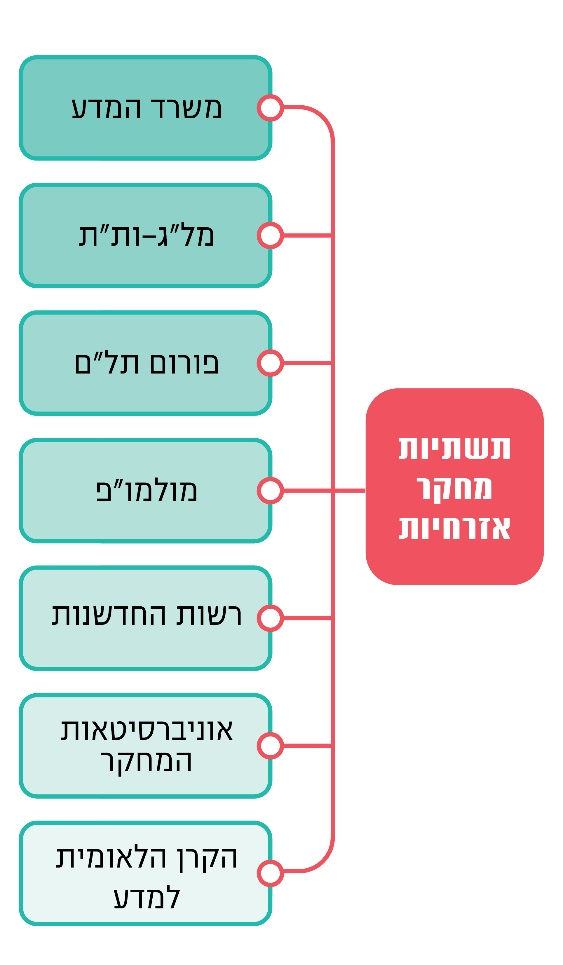 תשתיות
מחקר
אזרחיות
משרד המדע
מל"ג–ות"ת
פורום תל"ם
מולמו"פ
רשות החדשנות
אוניברסיטאות
המחקר
הקרן הלאומית
למדע